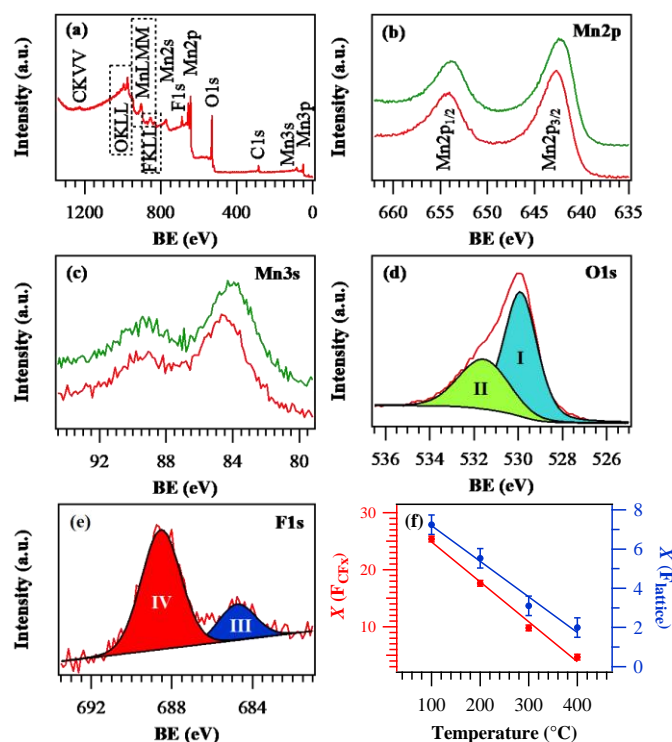 (a)
CKVV
OKLL
MnLMM
FKLL
Mn2s
F1s
Mn2p
O1s
C1s
Mn3s
Mn3p
Intensity (a.u.)
1200 800 400 0
BE (eV)
(b) Mn2p
Mn2p1/2
Mn2p3/2
Intensity (a.u.)
660 655 650 645 640 635
BE (eV)
(c) Mn3s
Intensity (a.u.)
92 88 84 80
BE (eV)
(d) O1s
I
II
Intensity (a.u.)
536 534 532 530 528 526
BE (eV)
(e) F1s
IV
III
Intensity (a.u.)
692 688 684
BE (eV)
(f)
X (FCFx)
30
20
10
X (Flattice)
8
6
4
2
0
100 200 300 400
Temperature (°C)